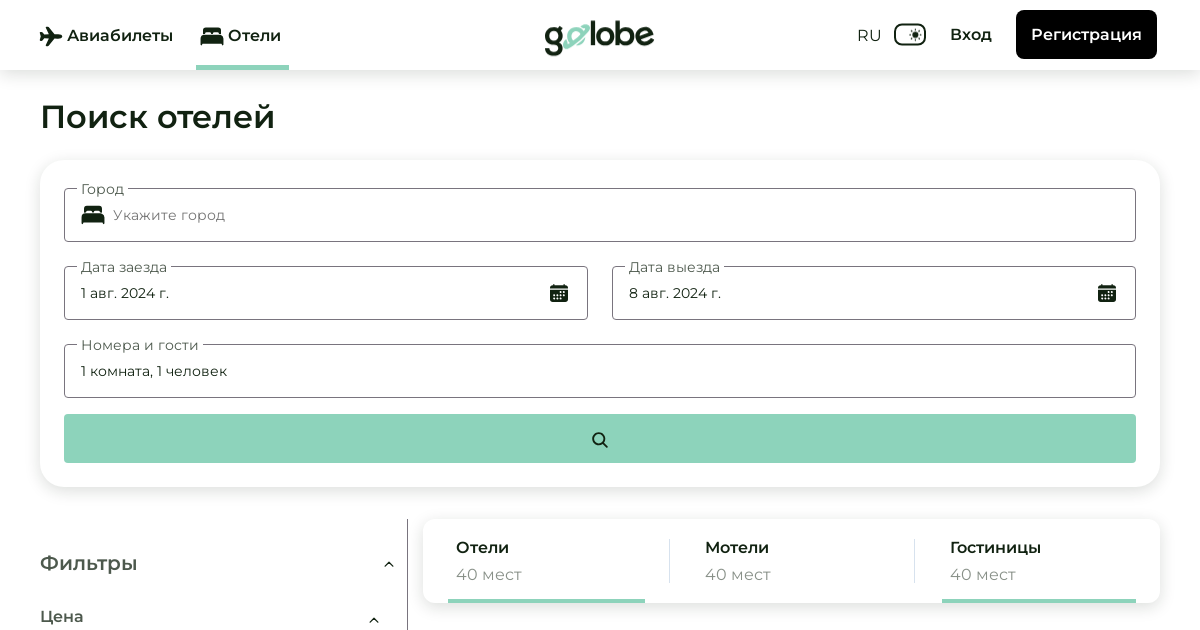 Авиабилеты Отели golobe RU Вход Регистрация
Поиск отелей
Город
Укажите город
Дата заезда Дата выезда
1 авг. 2024 г. 8 авг. 2024 г.
Номера и гости
1 комната, 1 человек
Отели Мотели Гостиницы
Фильтры
40 мест 40 мест 40 мест
Цена